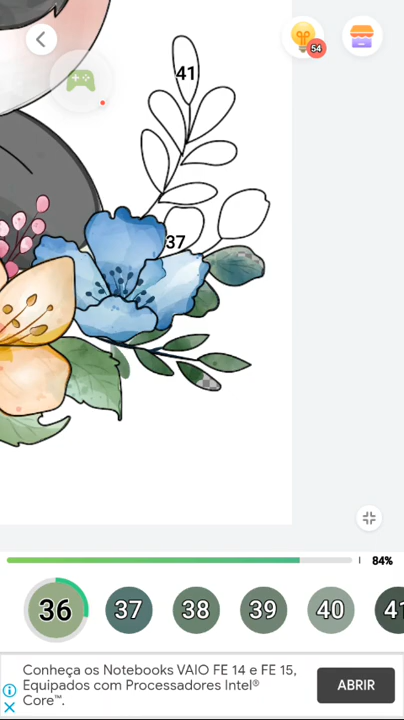 54
41
37
84%
36 37 38 39 40 41
Conheça os Notebooks VAIO FE 14 e FE 15,
Equipados com Processadores Intel®
Core™.
ABRIR